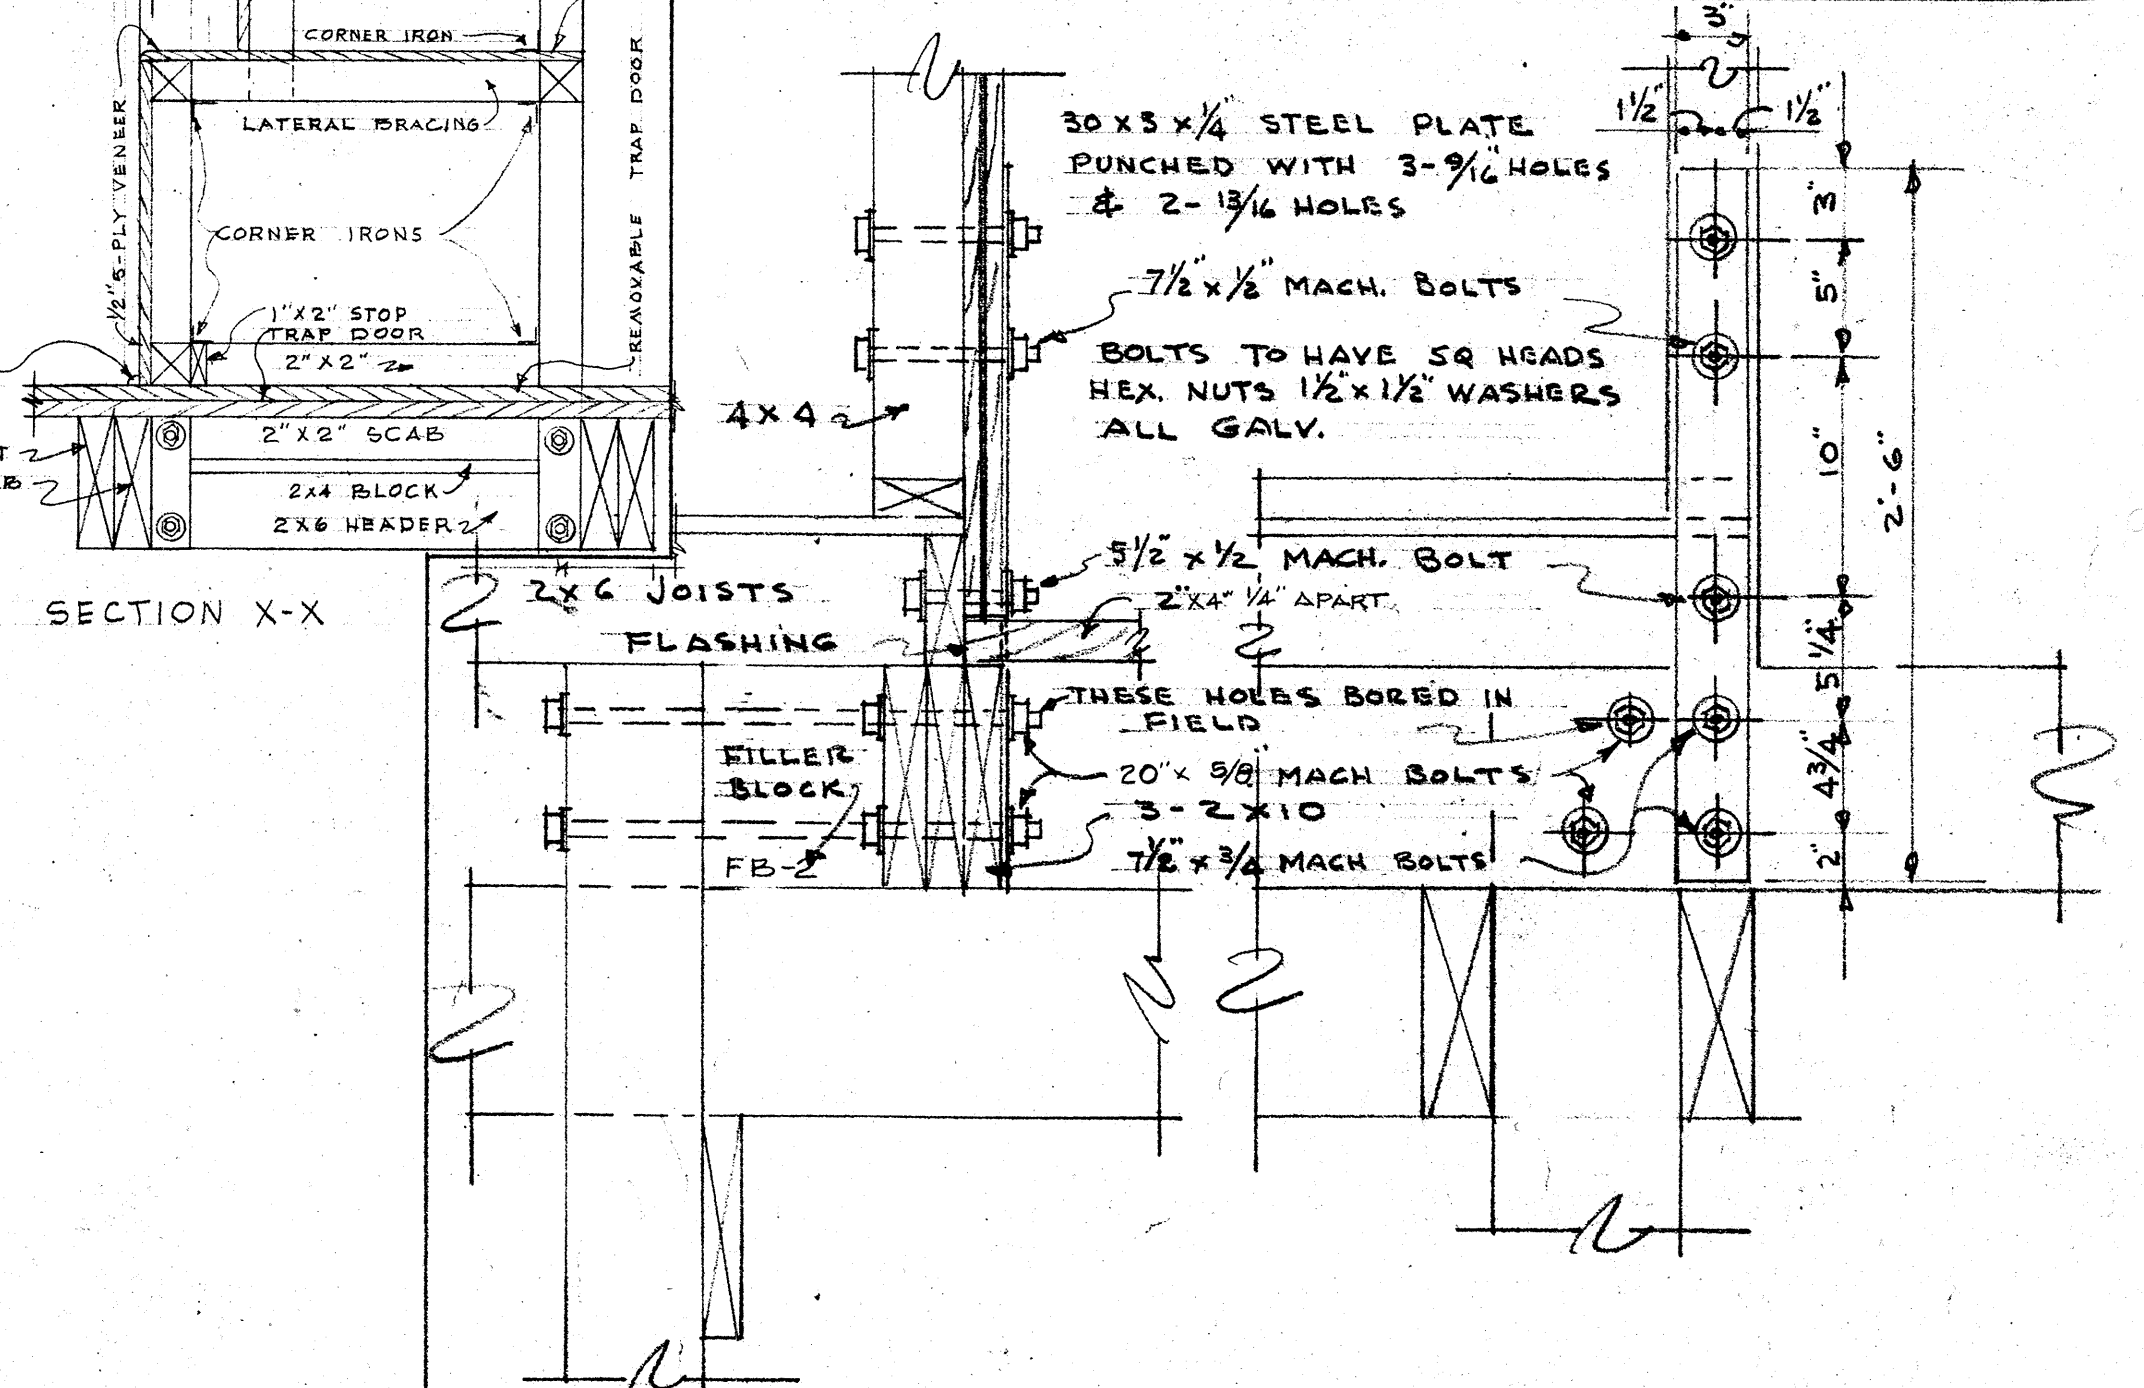 CORNER IRON
LATERAL BRACING
1/2" 5-PLY VENEER
REMOVABLE TRAP DOOR
CORNER IRONS
1"X2" STOP
TRAP DOOR
2"X2"
2"X2" SCAB
2X4 BLOCK
2X6 HEADER
SECTION X-X
30 X 3 X 1/4" STEEL PLATE
PUNCHED WITH 3-9/16" HOLES
& 2-13/16 HOLES
7 1/2" X 1/2" MACH. BOLTS
BOLTS TO HAVE SQ HEADS
HEX. NUTS 1 1/2" X 1 1/2" WASHERS
ALL GALV.
4 X 4
5 1/2" X 1/2 MACH. BOLT
2"X4" 1/4" APART
2X6 JOISTS
FLASHING
THESE HOLES BORED IN
FIELD
FILLER
BLOCK
FB-2
20" X 5/8" MACH BOLTS
3-2X10
7 1/2" X 3/4 MACH BOLTS
3"
1 1/2"
1 1/2"
3"
5"
10"
2'-6"
5 1/4"
4 3/4"
2"